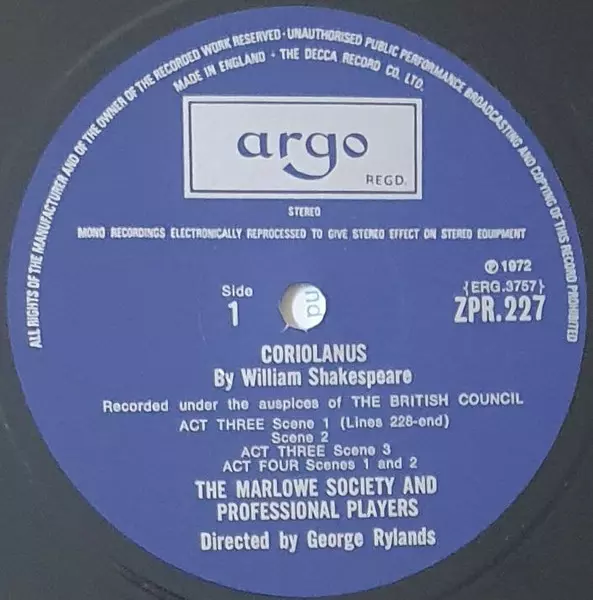 ALL RIGHTS OF THE MANUFACTURER AND OF THE OWNER OF THE RECORDED WORK RESERVED · UNAUTHORISED PUBLIC PERFORMANCE BROADCASTING AND COPYING OF THIS RECORD PROHIBITED
MADE IN ENGLAND · THE DECCA RECORD CO. LTD.
argo
REGD.
STEREO
MONO RECORDINGS ELECTRONICALLY REPROCESSED TO GIVE STEREO EFFECT ON STEREO EQUIPMENT
℗ 1972
Side {ERG.3757}
1 ZPR.227
CORIOLANUS
By William Shakespeare
Recorded under the auspices of THE BRITISH COUNCIL
ACT THREE Scene 1 (Lines 228-end)
Scene 2
ACT THREE Scene 3
ACT FOUR Scenes 1 and 2
THE MARLOWE SOCIETY AND
PROFESSIONAL PLAYERS
Directed by George Rylands